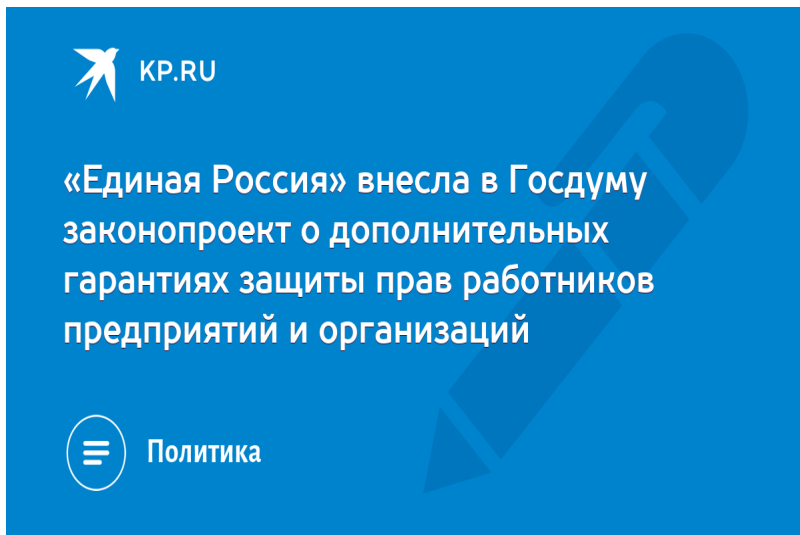 KP.RU
«Единая Россия» внесла в Госдуму
законопроект о дополнительных
гарантиях защиты прав работников
предприятий и организаций
Политика